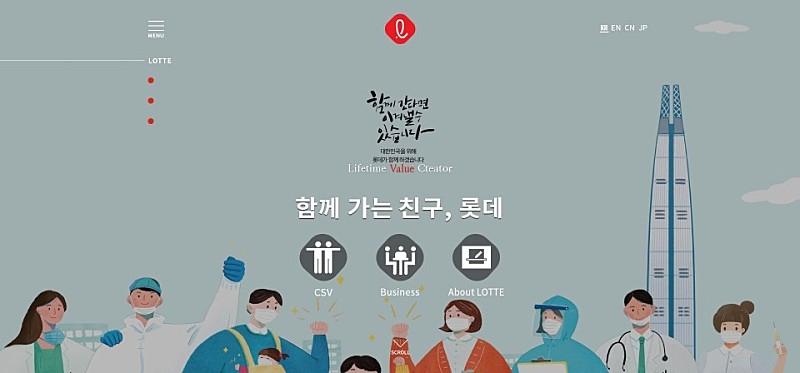 MENU
KR EN CN JP
LOTTE
함께 간다면
이겨낼 수
있습니다
대한민국을 위해
롯데가 함께 하겠습니다
Lifetime Value Creator
함께 가는 친구, 롯데
CSV
Business
About LOTTE
SCROLL